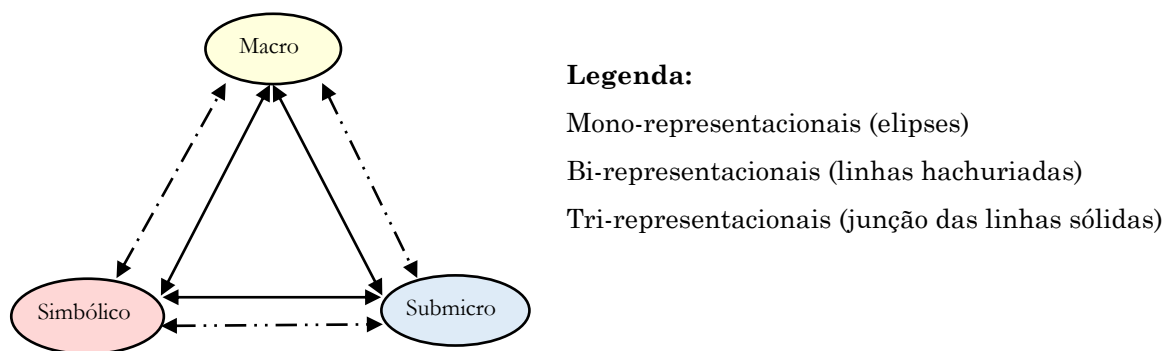 Macro
Legenda:
Mono-representacionais (elipses)
Bi-representacionais (linhas hachuriadas)
Tri-representacionais (junção das linhas sólidas)
Simbólico
Submicro